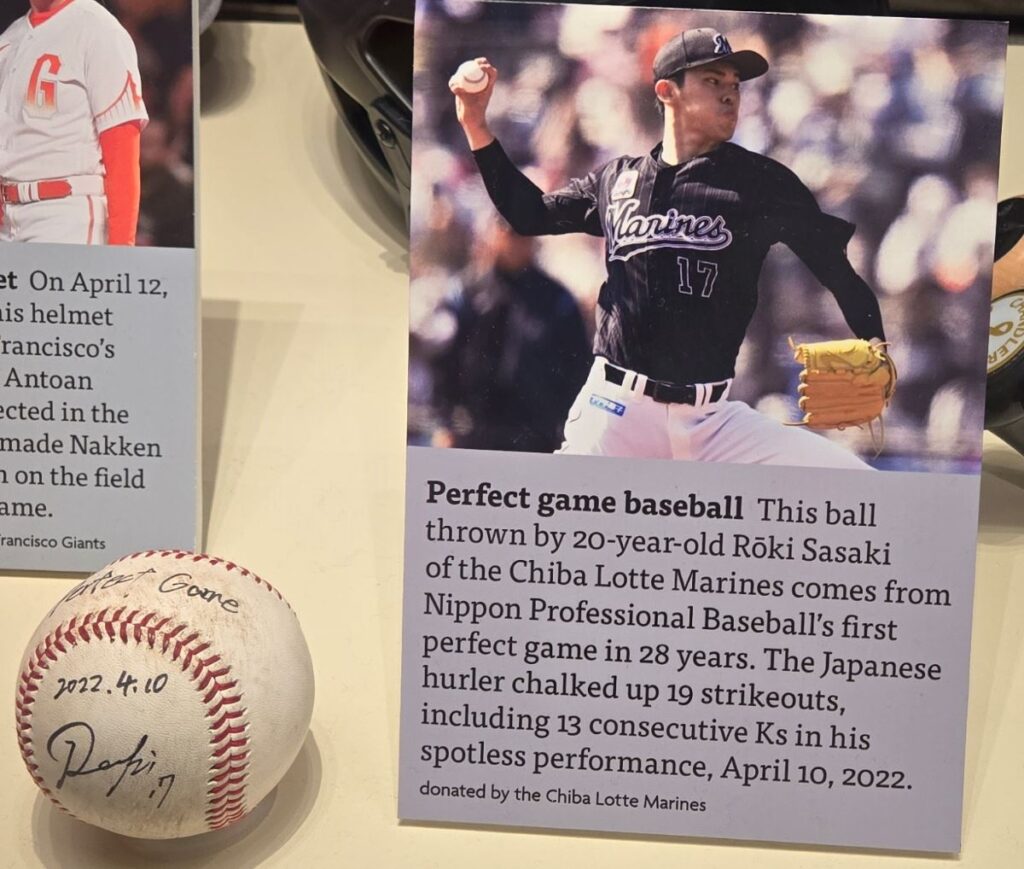 G
et On April 12,
his helmet
rancisco's
Antoan
ected in the
made Nakken
n on the field
ame.
rancisco Giants
M
Marines
17
Perfect game baseball This ball
thrown by 20-year-old Rōki Sasaki
of the Chiba Lotte Marines comes from
Nippon Professional Baseball's first
perfect game in 28 years. The Japanese
hurler chalked up 19 strikeouts,
including 13 consecutive Ks in his
spotless performance, April 10, 2022.
donated by the Chiba Lotte Marines
Perfect Game
2022.4.10
17